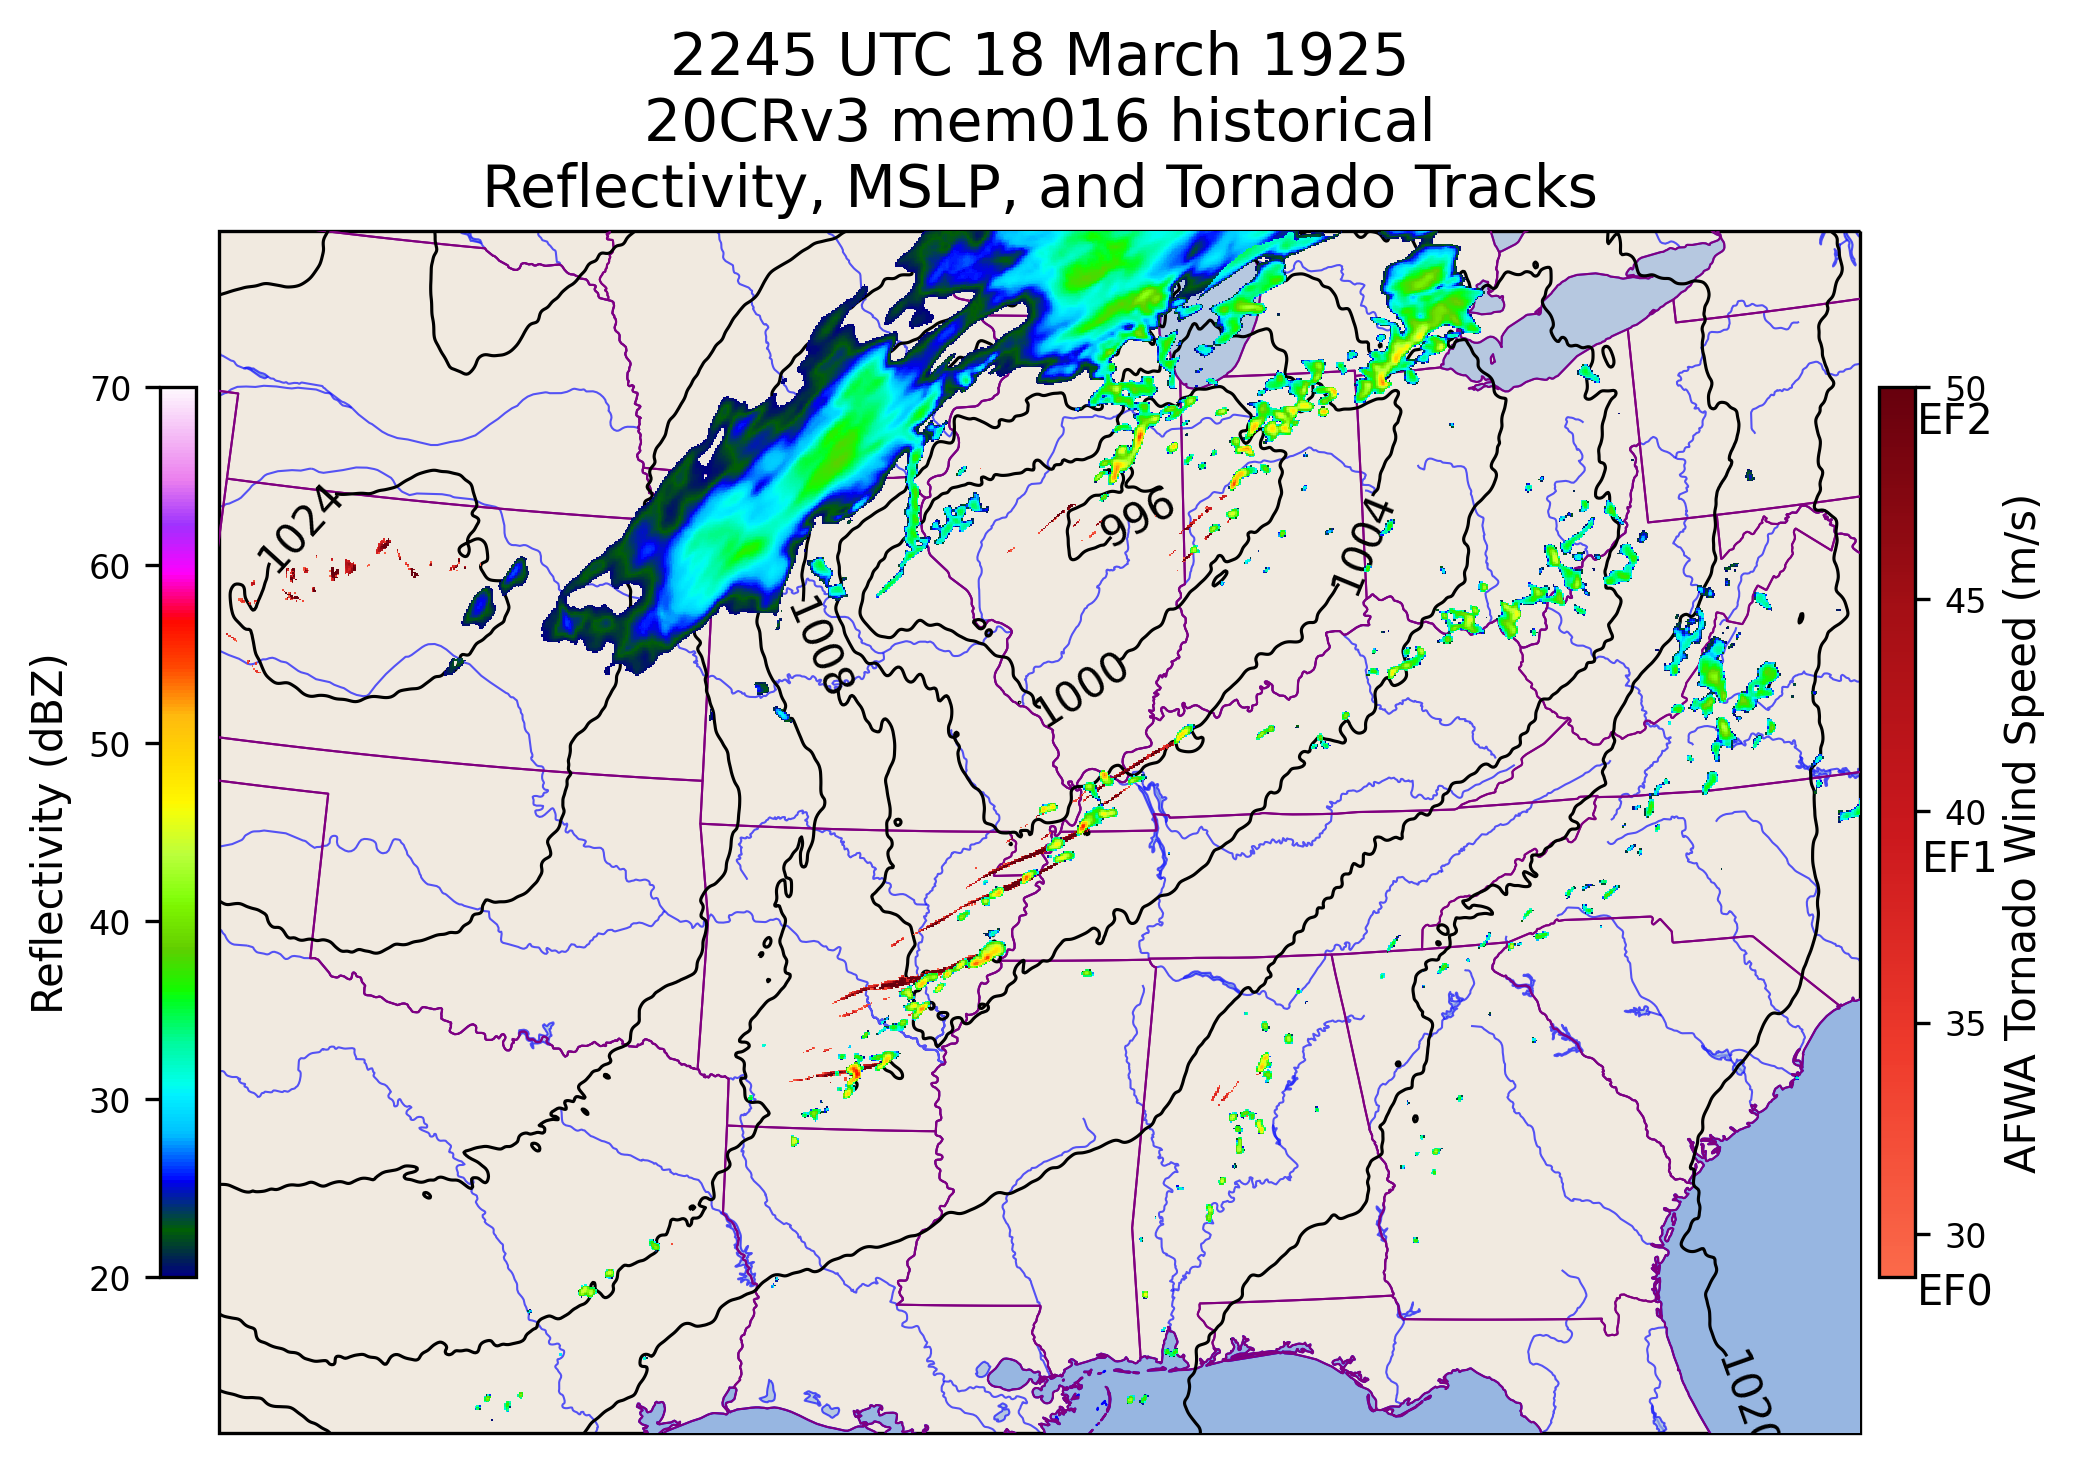 2245 UTC 18 March 1925
20CRv3 mem016 historical
Reflectivity, MSLP, and Tornado Tracks
70
60
50
40
30
20
Reflectivity (dBZ)
1024
996
1004
1008
1000
1020
50
EF2
45
40
EF1
35
30
EF0
AFWA Tornado Wind Speed (m/s)